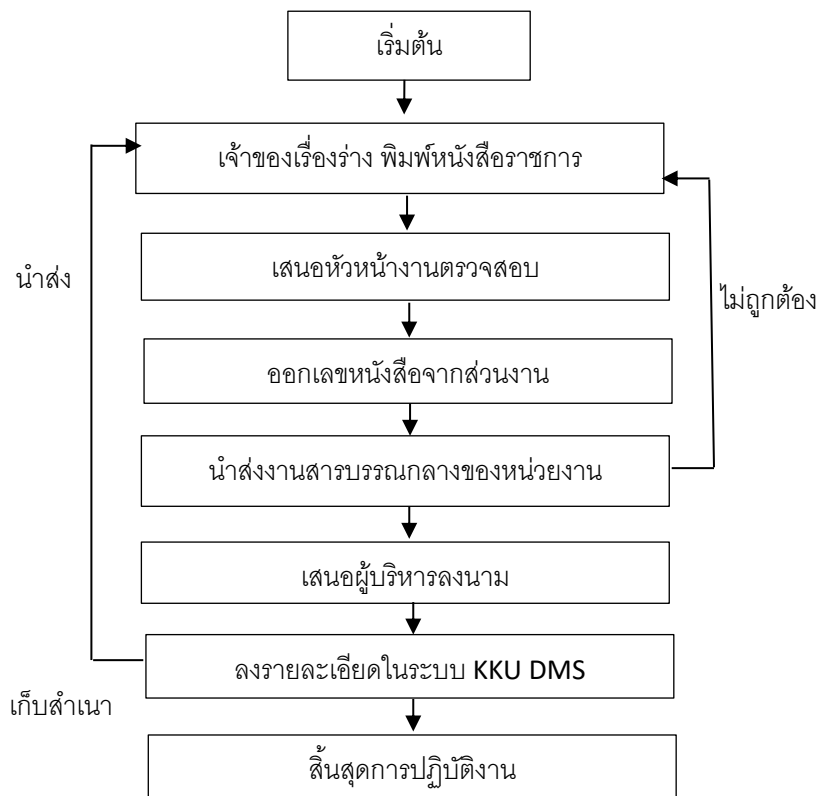 เริ่มต้น
เจ้าของเรื่องร่าง พิมพ์หนังสือราชการ
เสนอหัวหน้างานตรวจสอบ
นำส่ง
ไม่ถูกต้อง
ออกเลขหนังสือจากส่วนงาน
นำส่งงานสารบรรณกลางของหน่วยงาน
เสนอผู้บริหารลงนาม
ลงรายละเอียดในระบบ KKU DMS
เก็บสำเนา
สิ้นสุดการปฏิบัติงาน